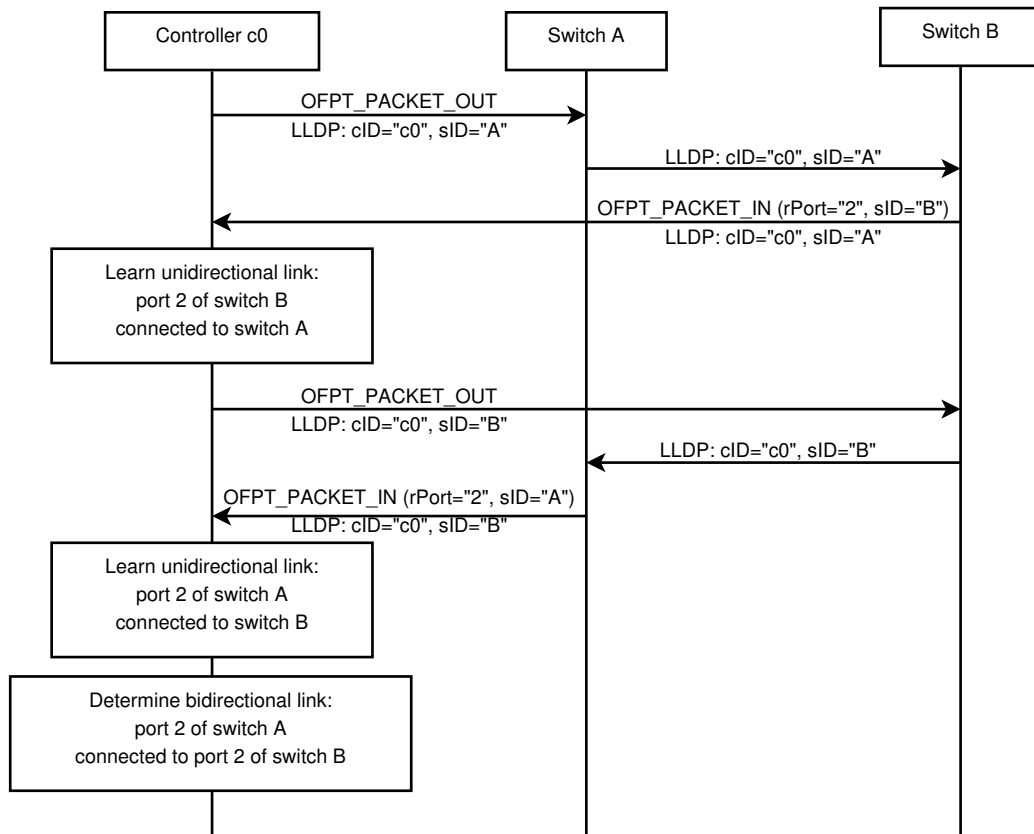 Controller c0
Switch A
Switch B
OFPT_PACKET_OUT
LLDP: cID="c0", sID="A"
LLDP: cID="c0", sID="A"
OFPT_PACKET_IN (rPort="2", sID="B")
LLDP: cID="c0", sID="A"
Learn unidirectional link:
port 2 of switch B
connected to switch A
OFPT_PACKET_OUT
LLDP: cID="c0", sID="B"
LLDP: cID="c0", sID="B"
OFPT_PACKET_IN (rPort="2", sID="A")
LLDP: cID="c0", sID="B"
Learn unidirectional link:
port 2 of switch A
connected to switch B
Determine bidirectional link:
port 2 of switch A
connected to port 2 of switch B